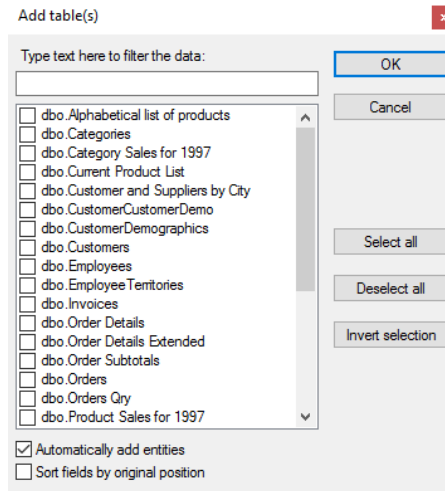 Add table(s)
Type text here to filter the data:
OK
Cancel
dbo.Alphabetical list of products
dbo.Categories
dbo.Category Sales for 1997
dbo.Current Product List
dbo.Customer and Suppliers by City
dbo.CustomerCustomerDemo
dbo.CustomerDemographics
dbo.Customers
dbo.Employees
dbo.EmployeeTerritories
dbo.Invoices
dbo.Order Details
dbo.Order Details Extended
dbo.Order Subtotals
dbo.Orders
dbo.Orders Qry
dbo.Product Sales for 1997
Select all
Deselect all
Invert selection
Automatically add entities
Sort fields by original position